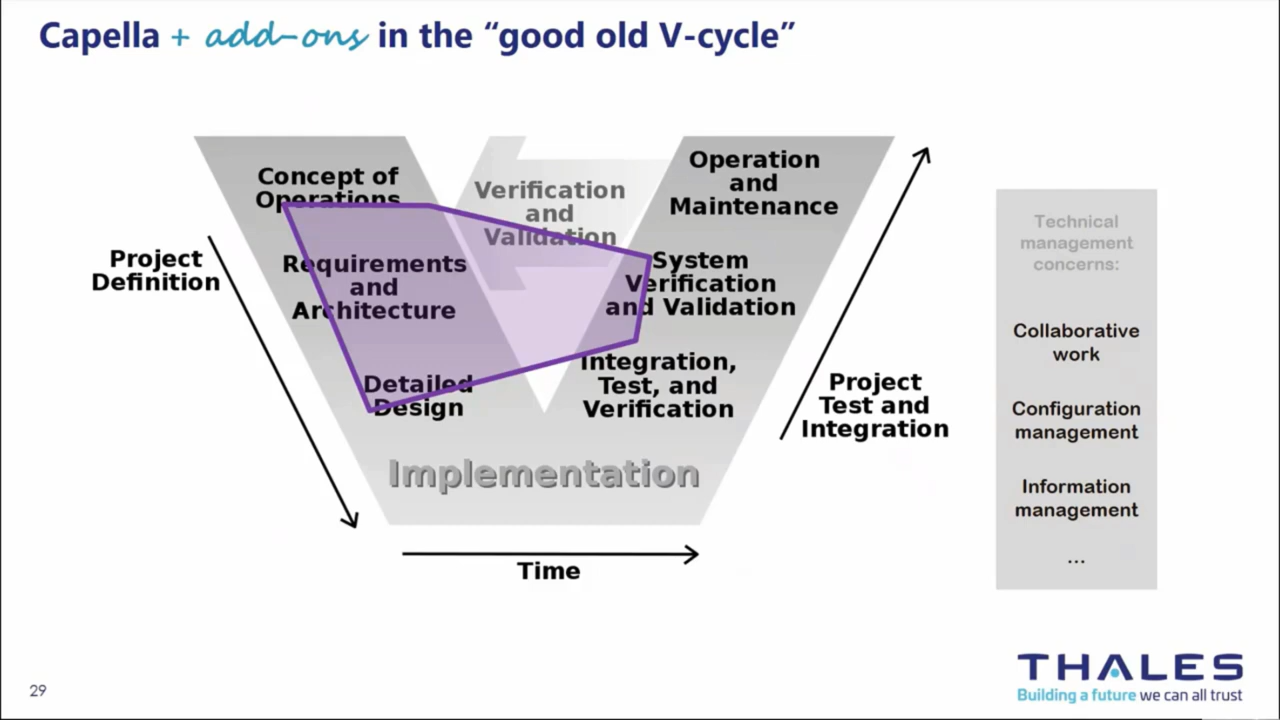 Capella + add-ons in the “good old V-cycle”
Concept of
Operations
Verification
and
Validation
Operation
and
Maintenance
Project
Definition
Requirements
and
Architecture
System
Verification
and Validation
Detailed
Design
Integration,
Test, and
Verification
Project
Test and
Integration
Implementation
Time
Technical
management
concerns:
Collaborative
work
Configuration
management
Information
management
...
29
THALES
Building a future we can all trust